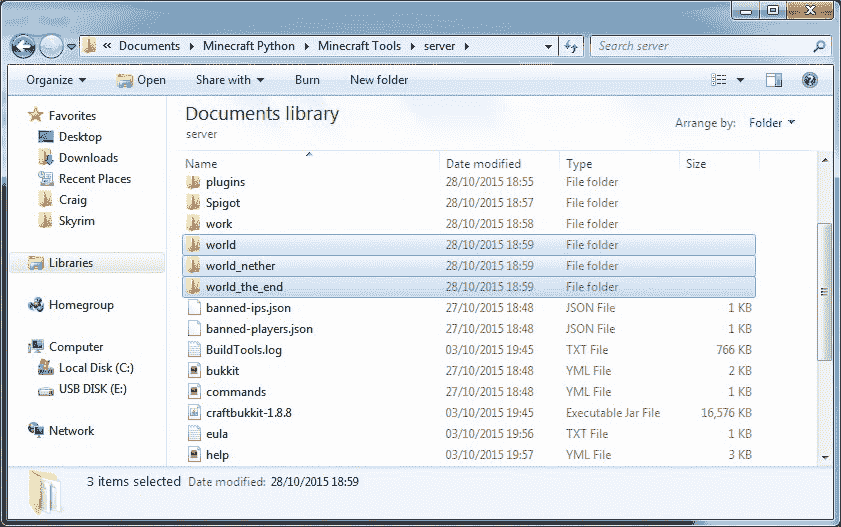 « Documents Minecraft Python Minecraft Tools server Search server
Organize Open Share with Burn New folder
Favorites
Desktop
Downloads
Recent Places
Craig
Skyrim
Libraries
Homegroup
Computer
Local Disk (C:)
USB DISK (E:)
Network
Documents library
server
Arrange by: Folder
Name Date modified Type Size
plugins 28/10/2015 18:55 File folder
Spigot 28/10/2015 18:57 File folder
work 28/10/2015 18:58 File folder
world 28/10/2015 18:59 File folder
world_nether 28/10/2015 18:59 File folder
world_the_end 28/10/2015 18:59 File folder
banned-ips.json 27/10/2015 18:48 JSON File 1 KB
banned-players.json 27/10/2015 18:48 JSON File 1 KB
BuildTools.log 03/10/2015 19:45 TXT File 766 KB
bukkit 27/10/2015 18:48 YML File 2 KB
commands 27/10/2015 18:48 YML File 1 KB
craftbukkit-1.8.8 03/10/2015 19:45 Executable Jar File 16,576 KB
eula 03/10/2015 19:56 TXT File 1 KB
help 03/10/2015 19:57 YML File 3 KB
3 items selected Date modified: 28/10/2015 18:59